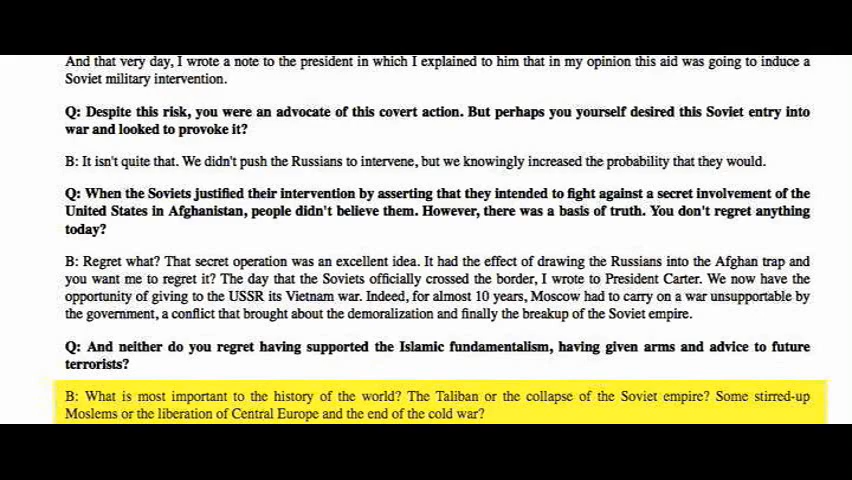 And that very day, I wrote a note to the president in which I explained to him that in my opinion this aid was going to induce a
Soviet military intervention.
Q: Despite this risk, you were an advocate of this covert action. But perhaps you yourself desired this Soviet entry into
war and looked to provoke it?
B: It isn't quite that. We didn't push the Russians to intervene, but we knowingly increased the probability that they would.
Q: When the Soviets justified their intervention by asserting that they intended to fight against a secret involvement of the
United States in Afghanistan, people didn't believe them. However, there was a basis of truth. You don't regret anything
today?
B: Regret what? That secret operation was an excellent idea. It had the effect of drawing the Russians into the Afghan trap and
you want me to regret it? The day that the Soviets officially crossed the border, I wrote to President Carter. We now have the
opportunity of giving to the USSR its Vietnam war. Indeed, for almost 10 years, Moscow had to carry on a war unsupportable by
the government, a conflict that brought about the demoralization and finally the breakup of the Soviet empire.
Q: And neither do you regret having supported the Islamic fundamentalism, having given arms and advice to future
terrorists?
B: What is most important to the history of the world? The Taliban or the collapse of the Soviet empire? Some stirred-up
Moslems or the liberation of Central Europe and the end of the cold war?